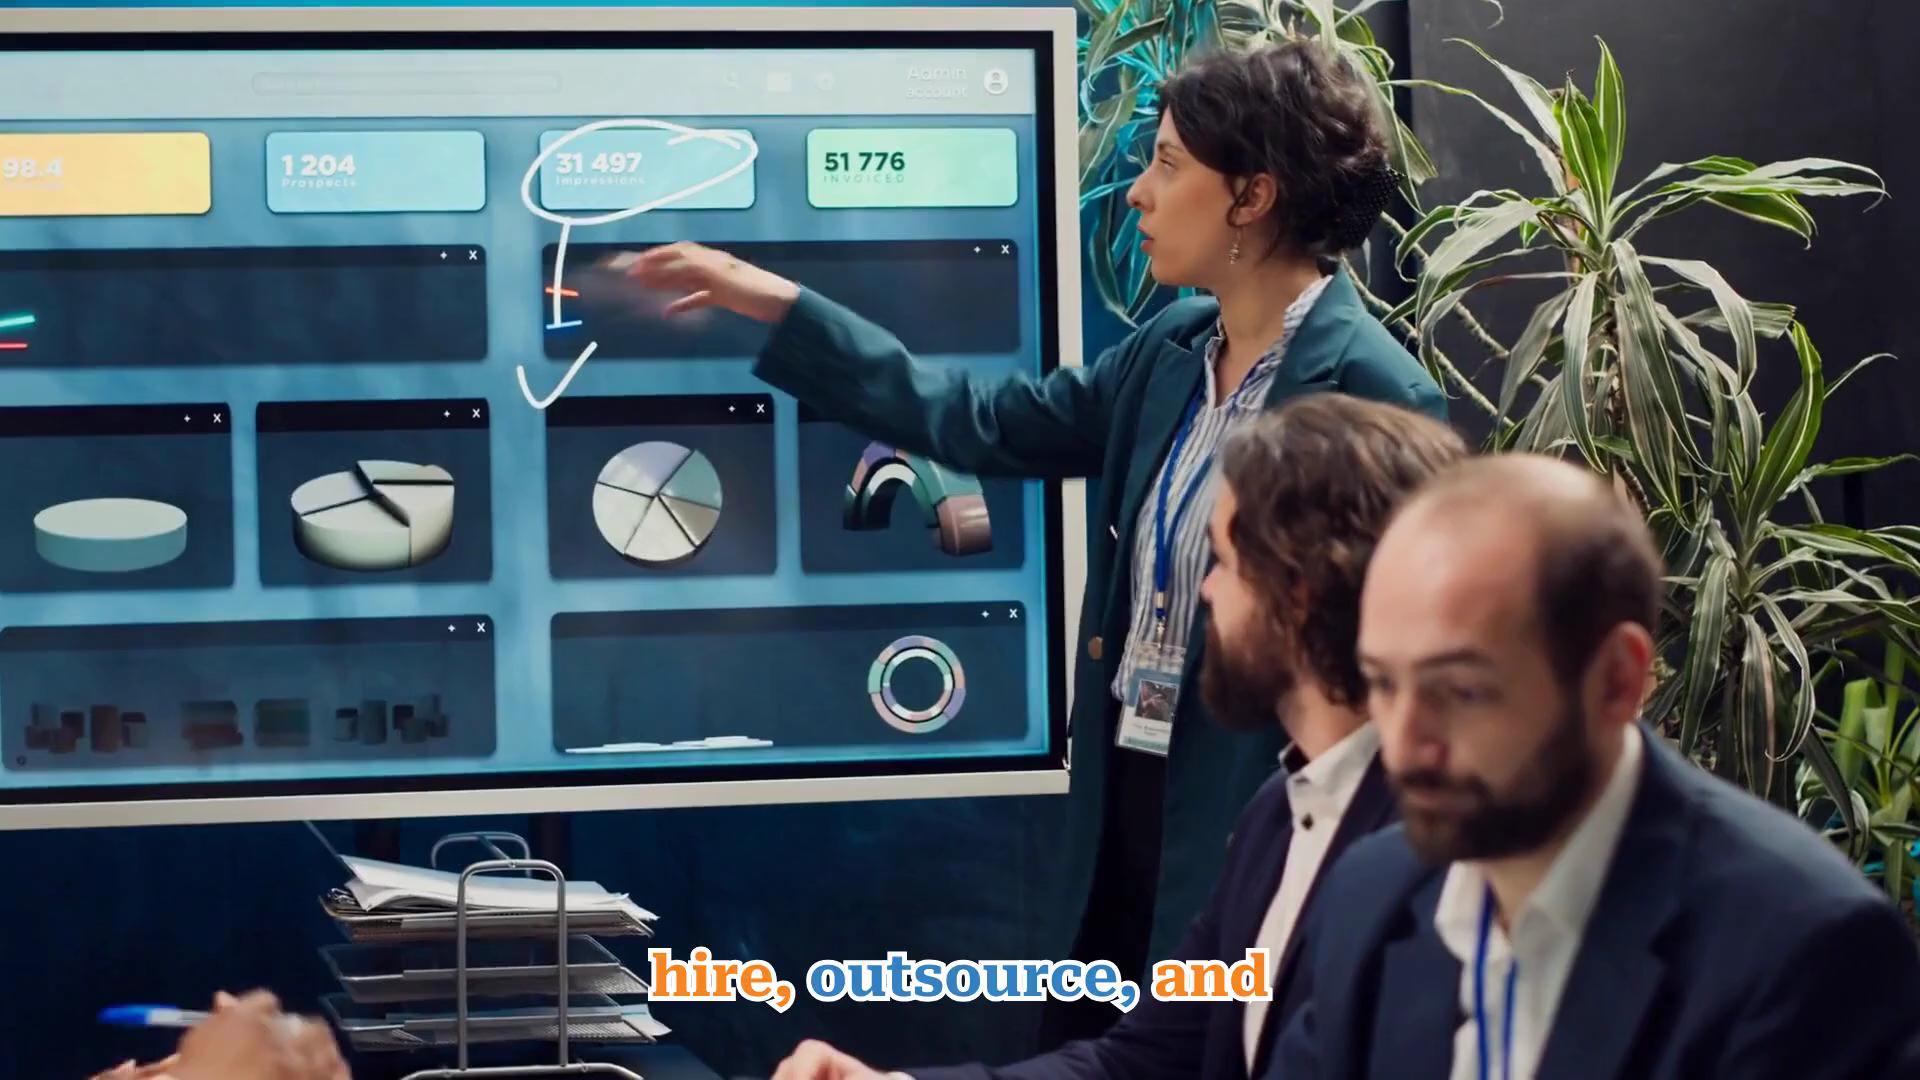 Admin
account
98.4
1 204
Prospects
31 497
Impressions
51 776
INVOICED
hire, outsource, and